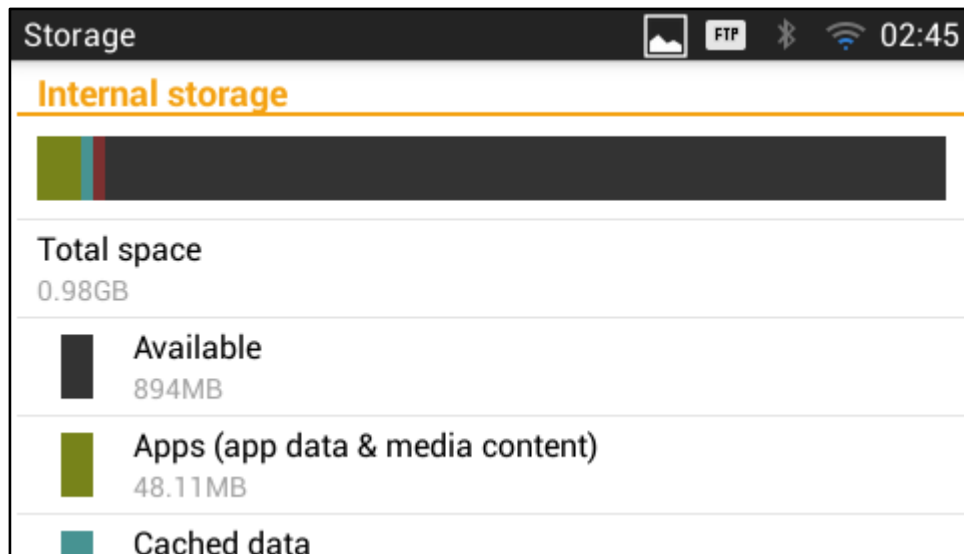 Storage FTP 02:45
Internal storage
Total space
0.98GB
Available
894MB
Apps (app data & media content)
48.11MB
Cached data